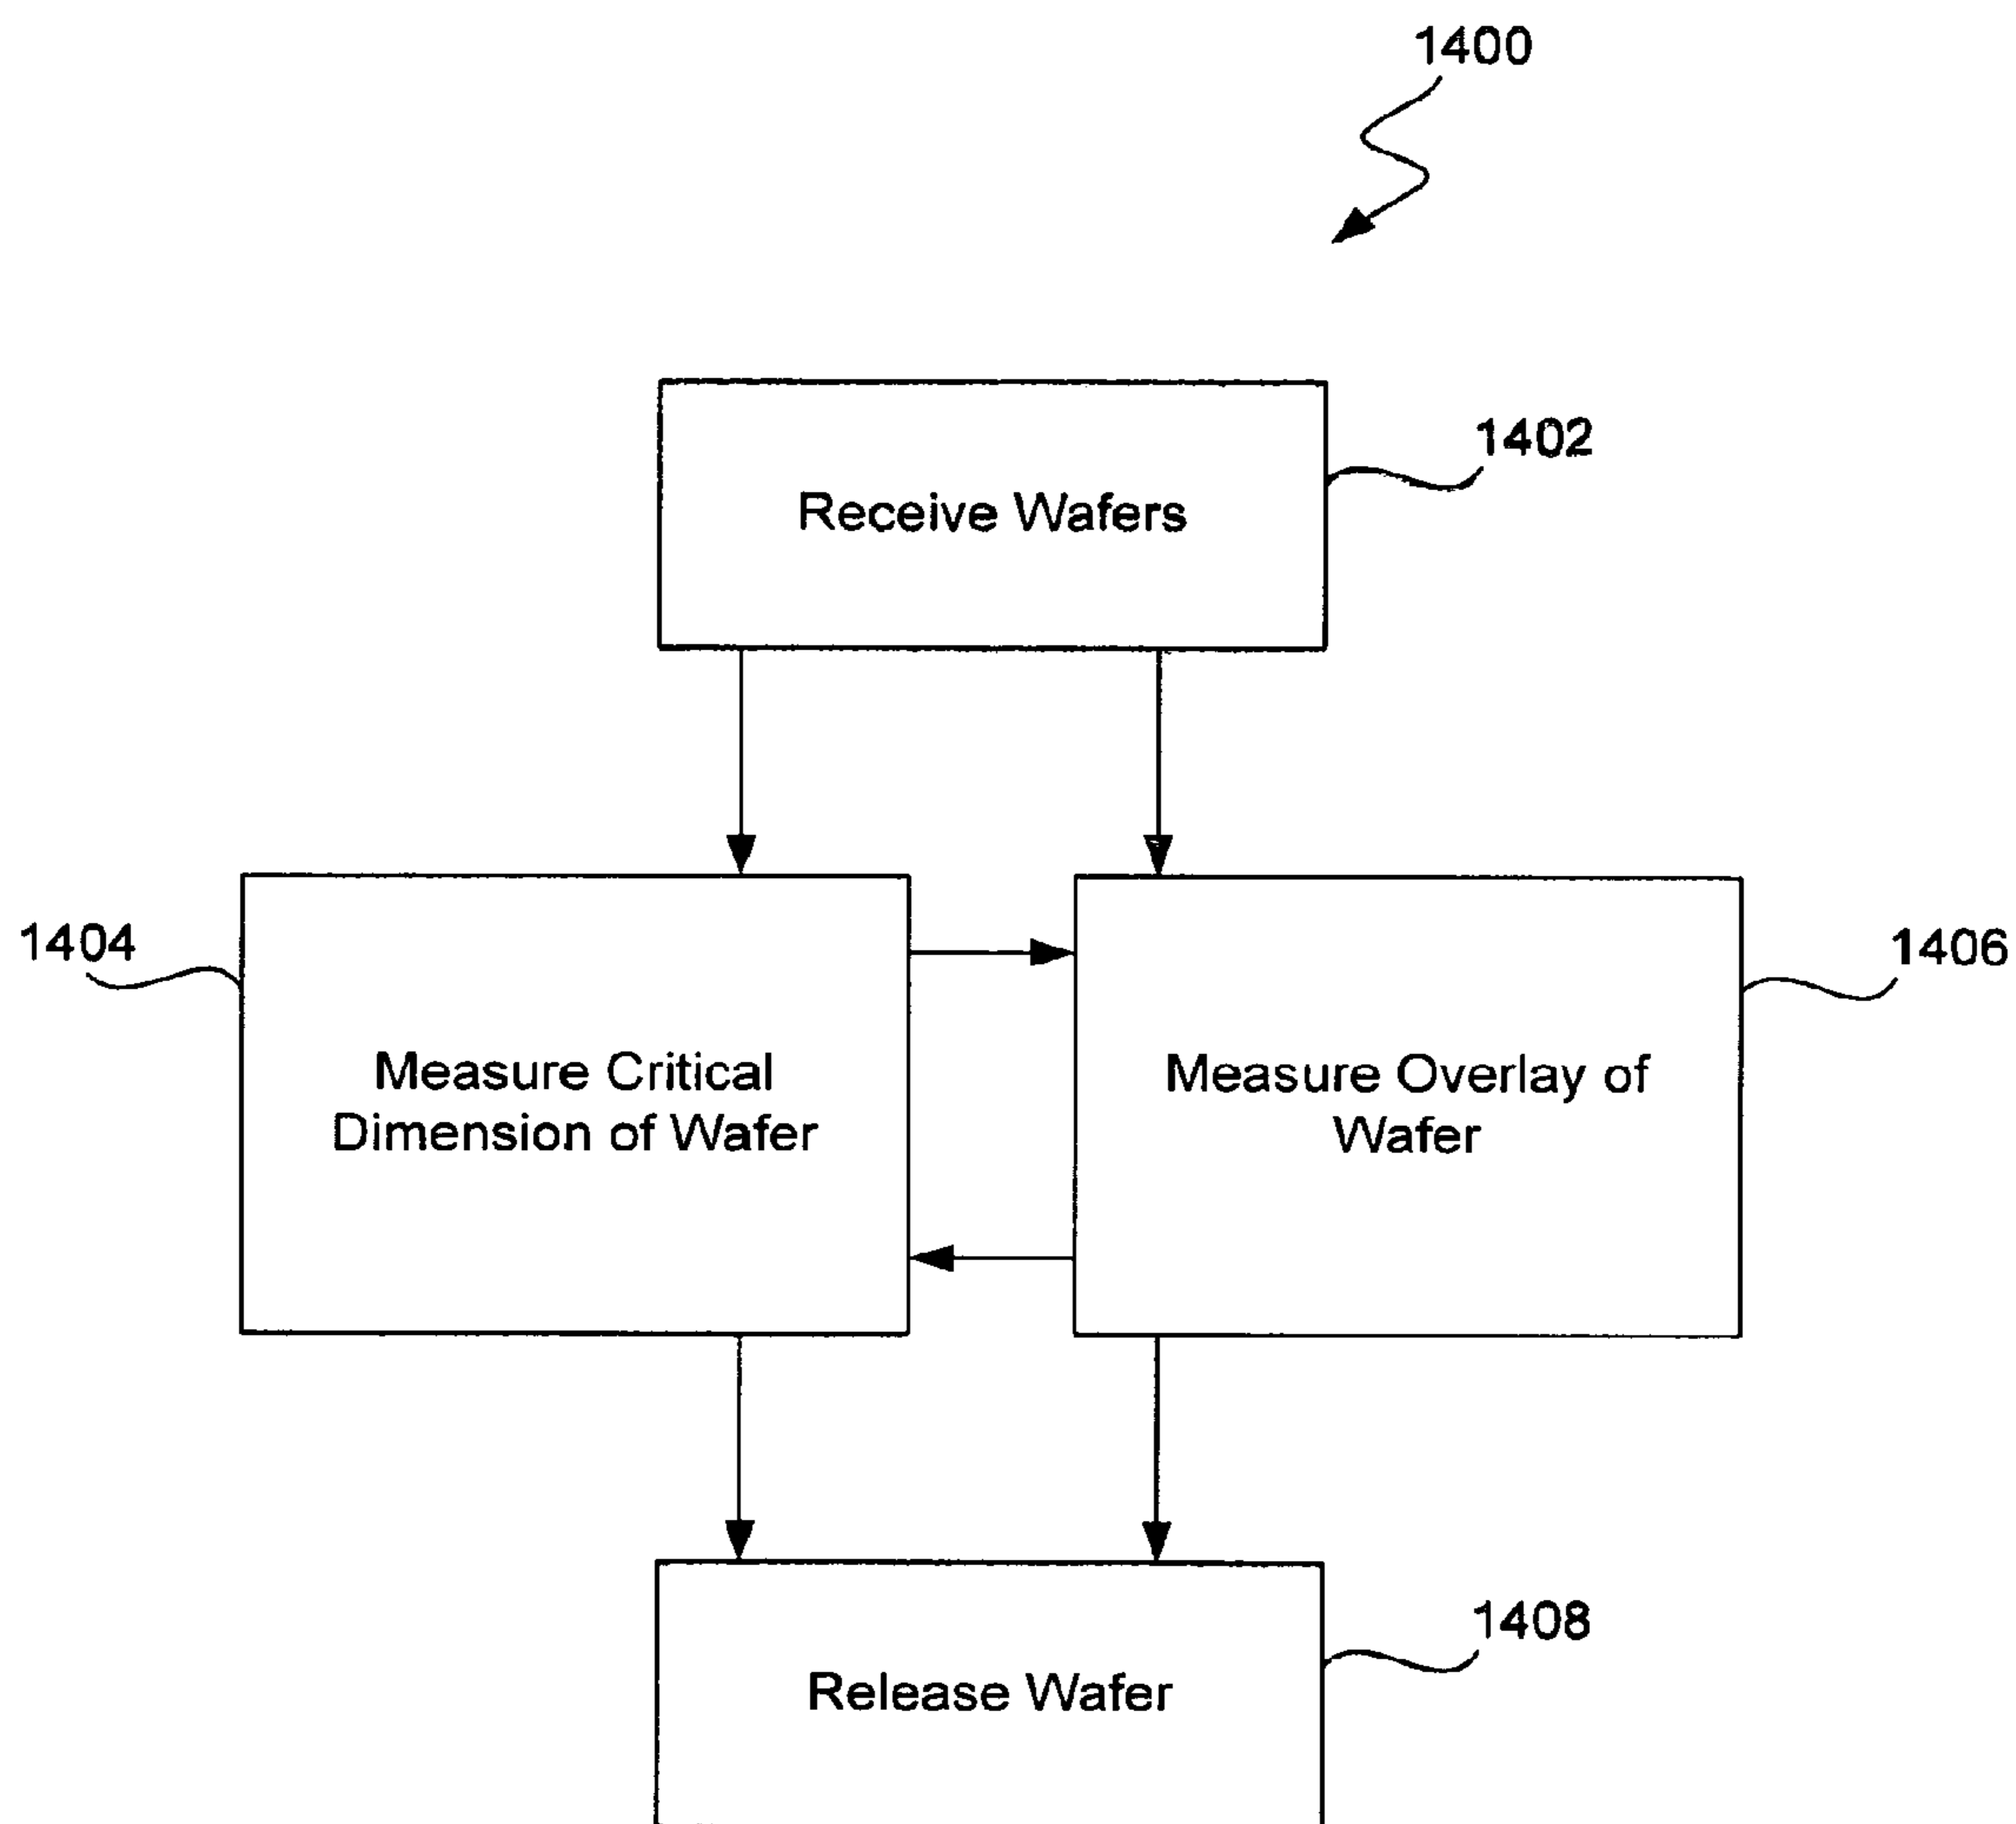 1400
1402
Receive Wafers
1404
1406
Measure Critical
Dimension of Wafer
Measure Overlay of
Wafer
1408
Release Wafer